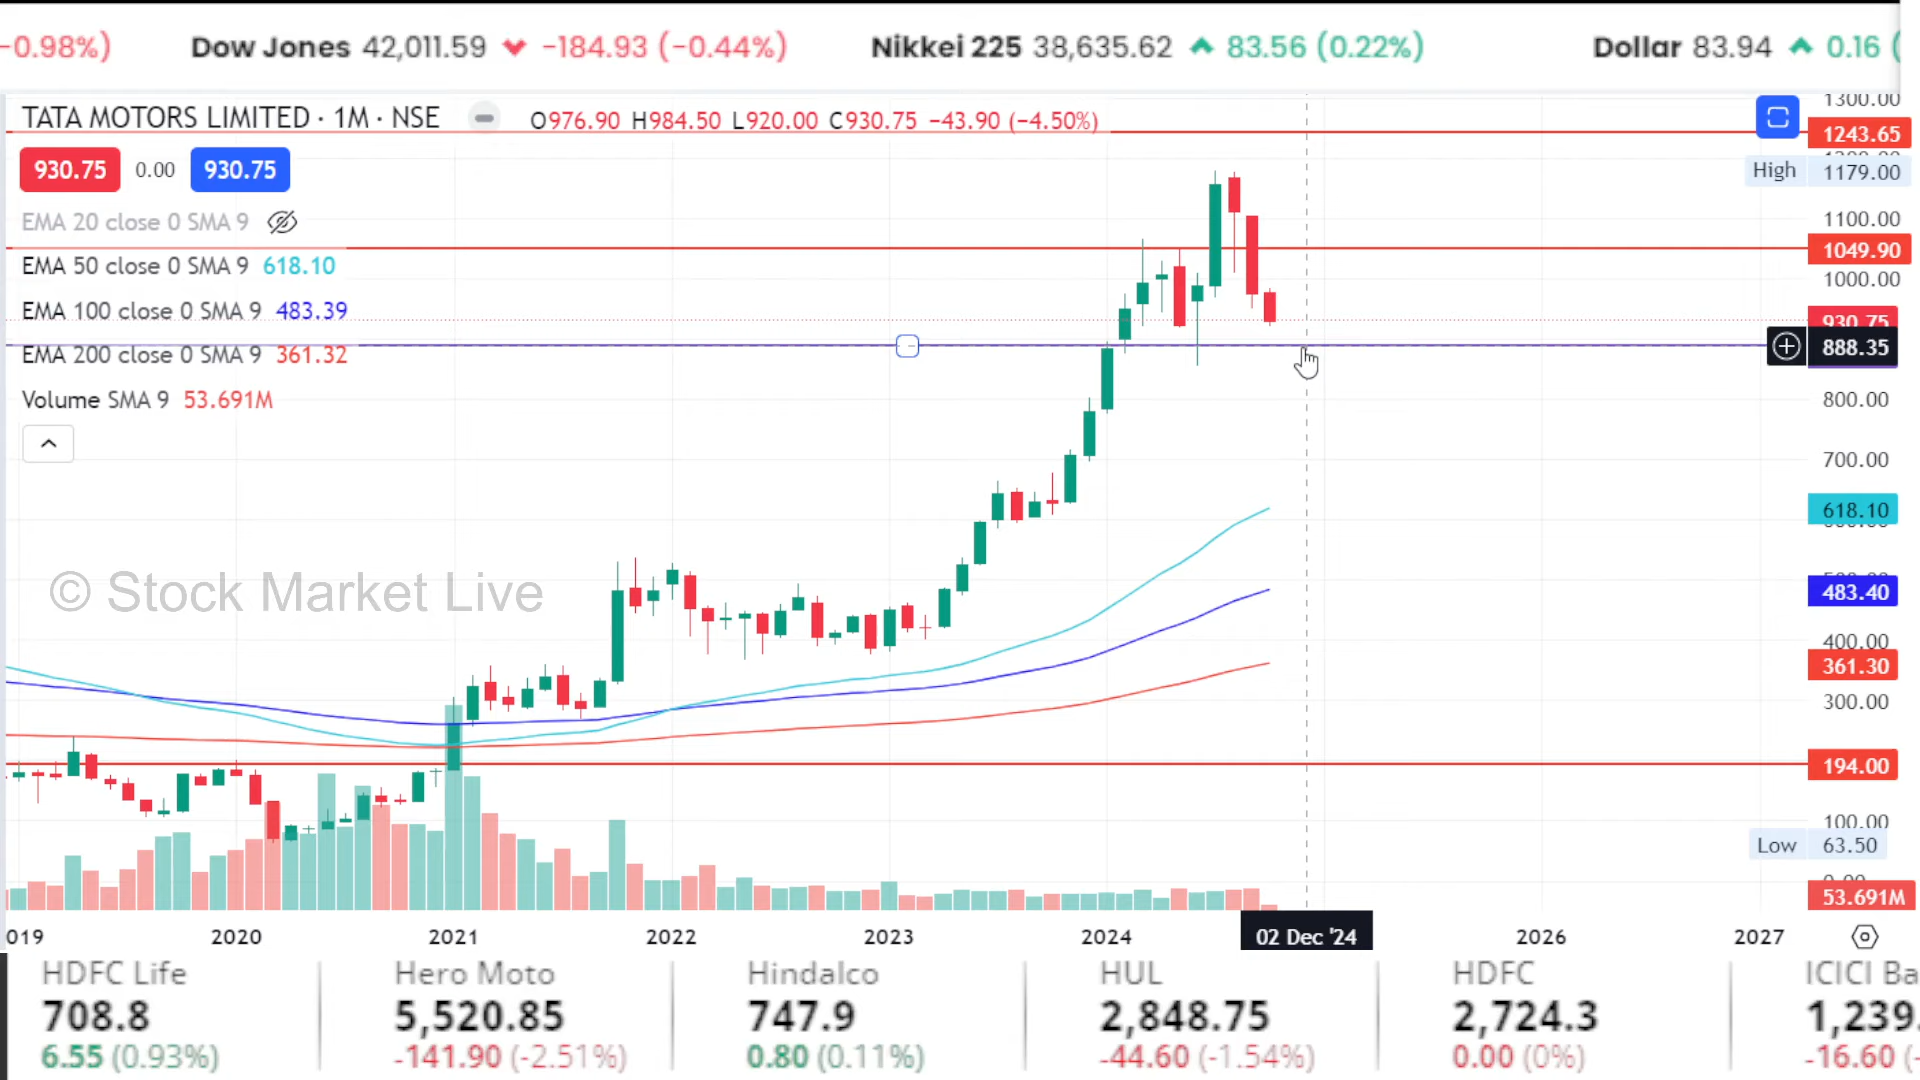 -0.98%) Dow Jones 42,011.59 -184.93 (-0.44%) Nikkei 225 38,635.62 83.56 (0.22%) Dollar 83.94 0.16 (
TATA MOTORS LIMITED · 1M · NSE O976.90 H984.50 L920.00 C930.75 −43.90 (−4.50%)
930.75 0.00 930.75
EMA 20 close 0 SMA 9
EMA 50 close 0 SMA 9 618.10
EMA 100 close 0 SMA 9 483.39
EMA 200 close 0 SMA 9 361.32
Volume SMA 9 53.691M
1300.00
1243.65
High 1179.00
1100.00
1049.90
1000.00
930.75
888.35
800.00
700.00
618.10
483.40
400.00
361.30
300.00
194.00
100.00
Low 63.50
0.00
53.691M
© Stock Market Live
019 2020 2021 2022 2023 2024 02 Dec '24 2026 2027
HDFC Life Hero Moto Hindalco HUL HDFC ICICI Ba
708.8 5,520.85 747.9 2,848.75 2,724.3 1,239.
6.55 (0.93%) -141.90 (-2.51%) 0.80 (0.11%) -44.60 (-1.54%) 0.00 (0%) -16.60 (-